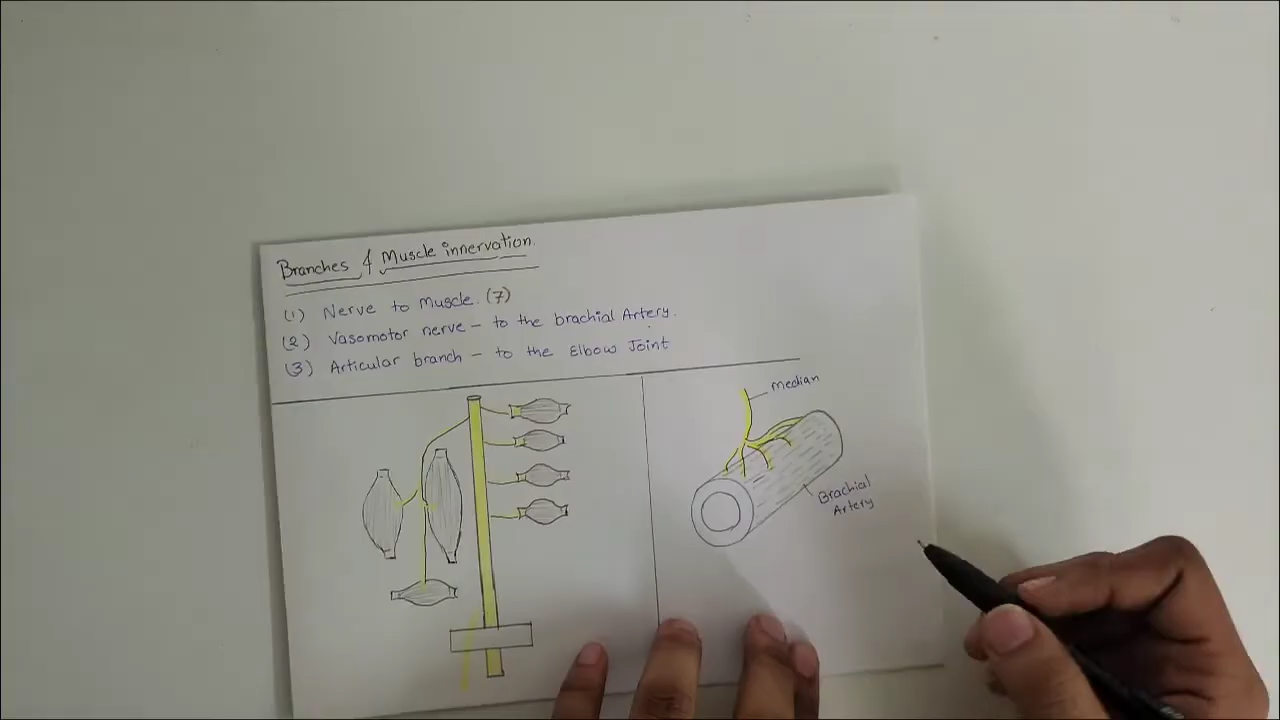 Branches & Muscle innervation.
(1) Nerve to Muscle. (7)
(2) Vasomotor nerve - to the brachial Artery.
(3) Articular branch - to the Elbow Joint
Median
Brachial
Artery